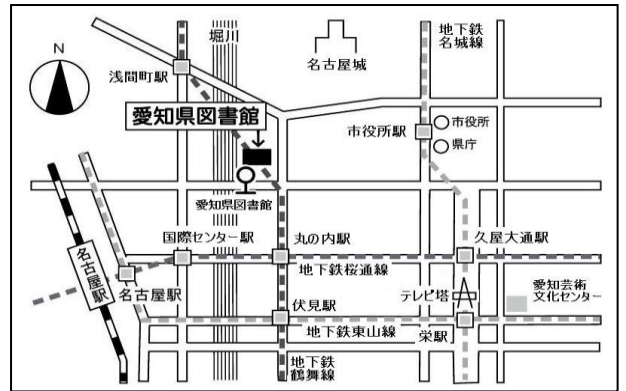 堀川
地下鉄
名城線
N
名古屋城
浅間町駅
愛知県図書館
市役所駅
市役所
県庁
愛知県図書館
国際センター駅
丸の内駅
久屋大通駅
地下鉄桜通線
名古屋駅
名古屋駅
テレビ塔
愛知芸術
文化センター
伏見駅
地下鉄東山線
栄駅
地下鉄
鶴舞線